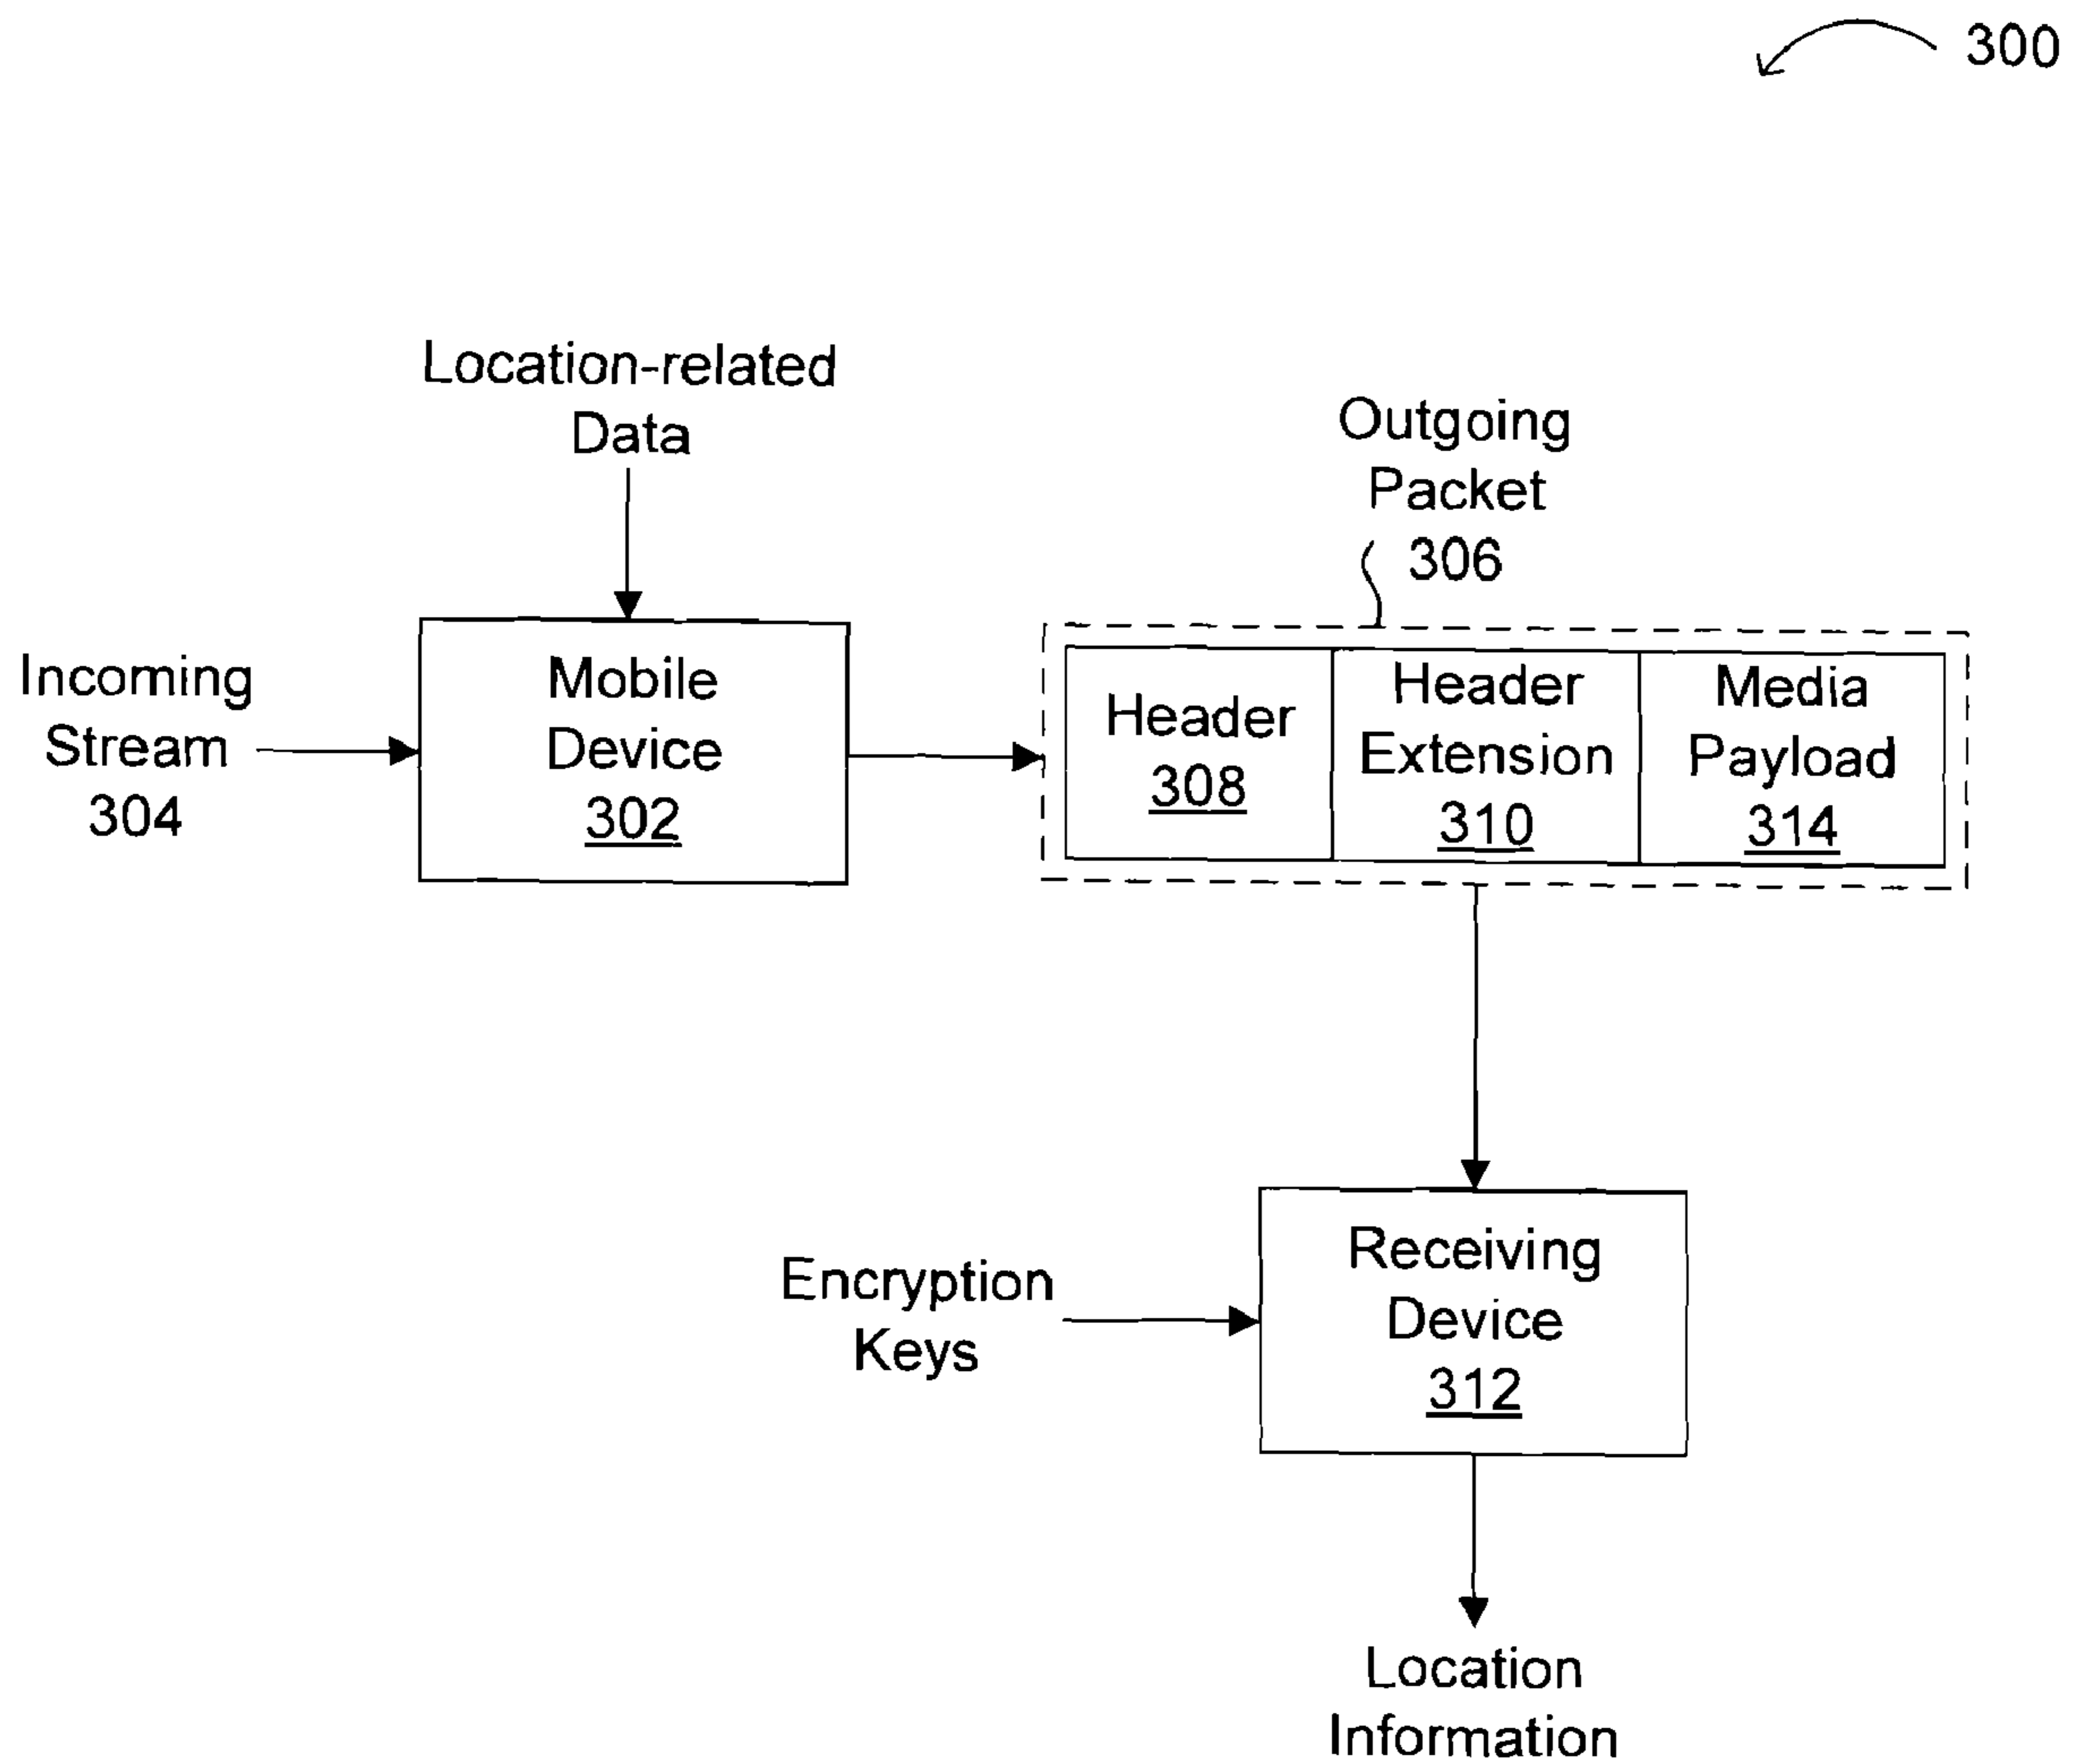 300
Location-related
Data
Outgoing
Packet
306
Incoming
Stream
304
Mobile
Device
302
Header
308
Header
Extension
310
Media
Payload
314
Encryption
Keys
Receiving
Device
312
Location
Information